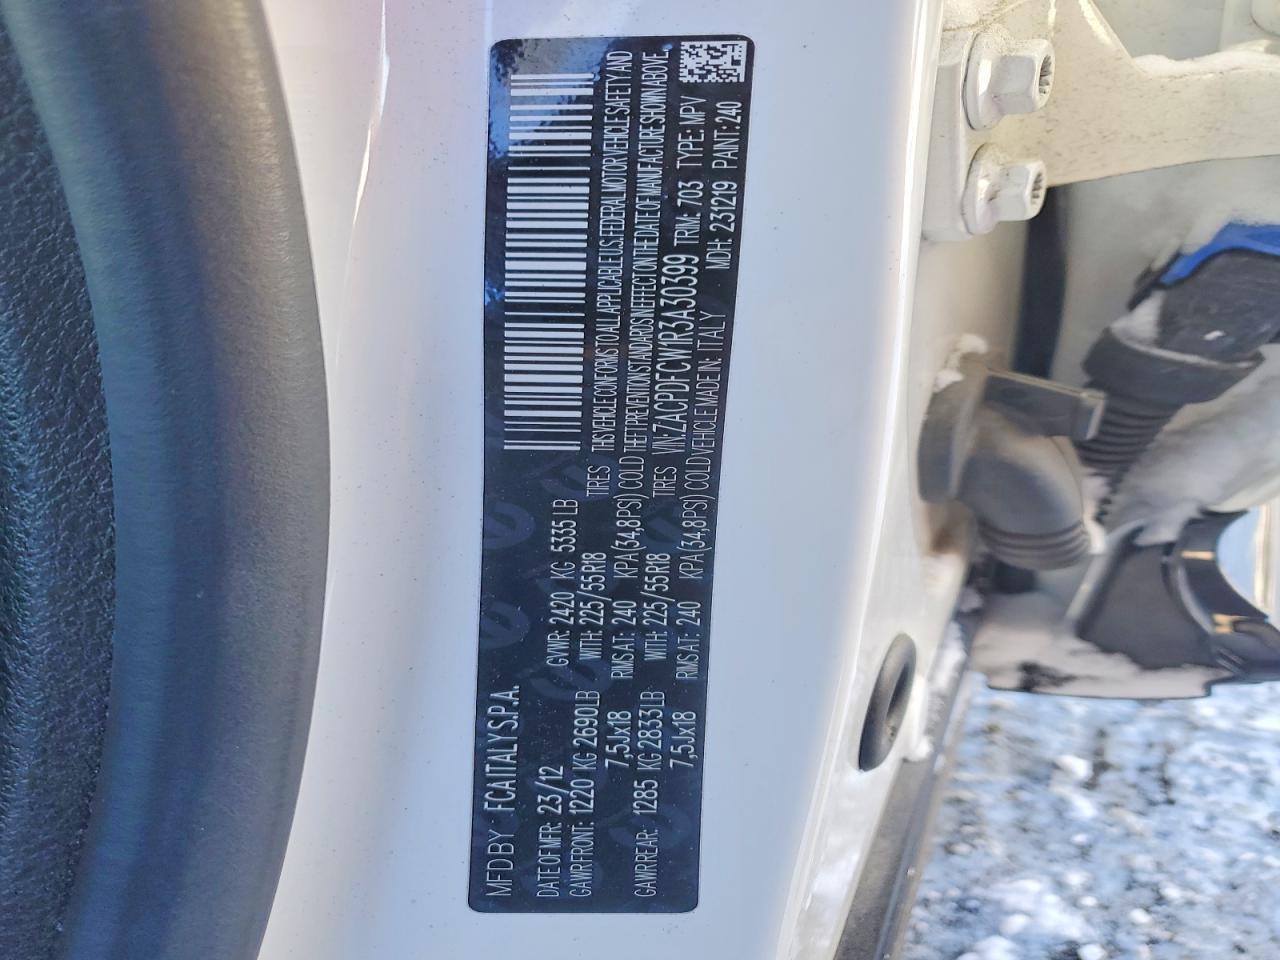 MFD BY FCA ITALY S.P.A.
DATE OF MFR: 23/12 GVWR: 2420 KG 5335 LB
GAWR FRONT: 1220 KG 2690 LB WITH: 225/55 R18 TIRES
7,5Jx18 RIMS AT: 240 KPA (34,8 PSI) COLD
GAWR REAR: 1285 KG 2833 LB WITH: 225/55 R18 TIRES
7,5Jx18 RIMS AT: 240 KPA (34,8 PSI) COLD
THIS VEHICLE CONFORMS TO ALL APPLICABLE U.S. FEDERAL MOTOR VEHICLE SAFETY AND
THEFT PREVENTION STANDARDS IN EFFECT ON THE DATE OF MANUFACTURE SHOWN ABOVE.
VIN: ZACPDFCW1R3A30399 TRIM: 703 TYPE: MPV
VEHICLE MADE IN: ITALY MDH: 231219 PAINT: 240